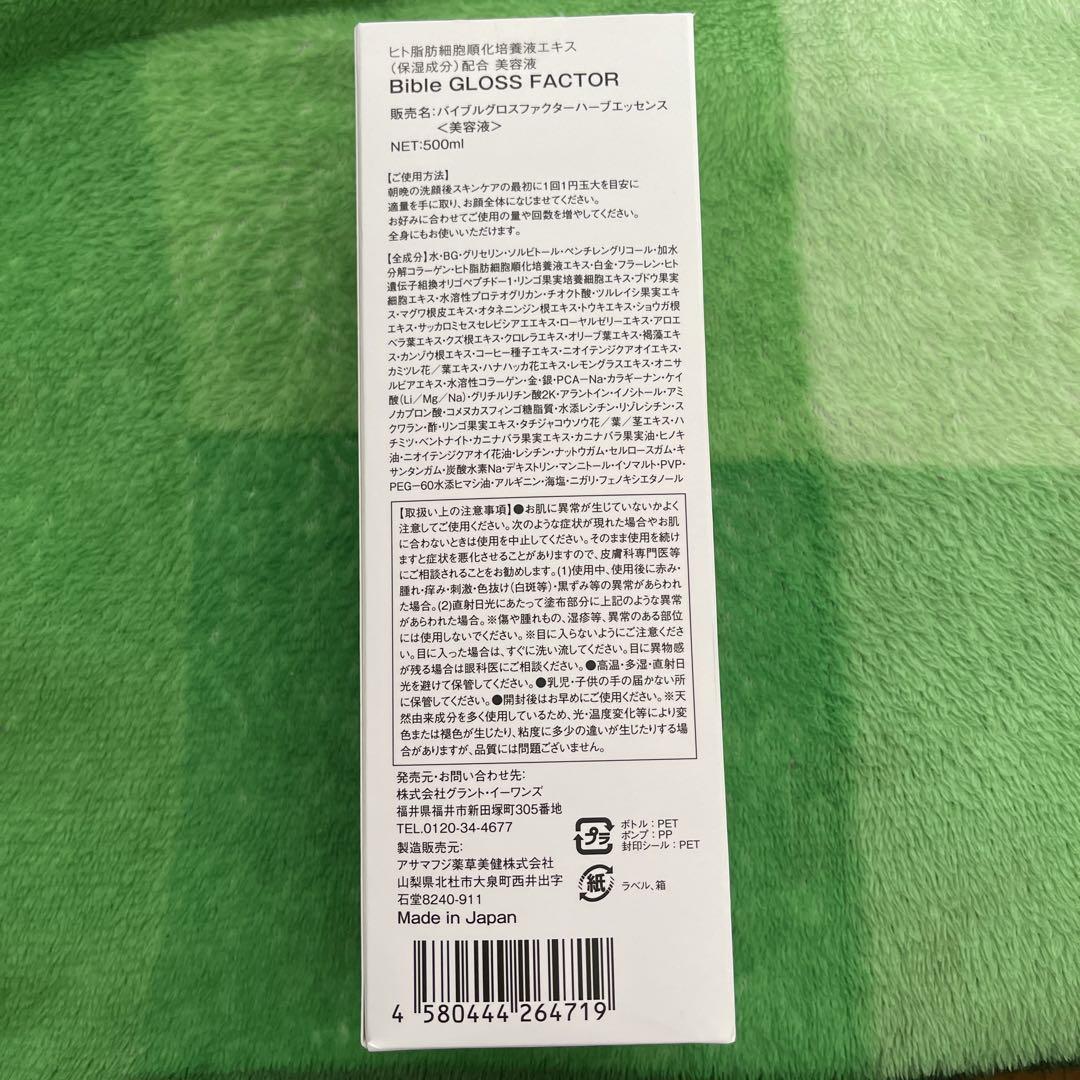 ヒト脂肪細胞順化培養液エキス
(保湿成分)配合 美容液
Bible GLOSS FACTOR
販売名:バイブルグロスファクターハーブエッセンス
<美容液>
NET:500ml
【ご使用方法】
朝晩の洗顔後スキンケアの最初に1回1円玉大を目安に
適量を手に取り、お顔全体になじませてください。
お好みに合わせてご使用の量や回数を増やしてください。
全身にもお使いいただけます。
【全成分】水・BG・グリセリン・ソルビトール・ペンチレングリコール・加水
分解コラーゲン・ヒト脂肪細胞順化培養液エキス・白金・フラーレン・ヒト
遺伝子組換オリゴペプチド-1・リンゴ果実培養細胞エキス・ブドウ果実
細胞エキス・水溶性プロテオグリカン・チオクト酸・ツルレイシ果実エキ
ス・マグワ根皮エキス・オタネニンジン根エキス・トウキエキス・ショウガ根
エキス・サッカロミセスセレビシアエエキス・ローヤルゼリーエキス・アロエ
ベラ葉エキス・クズ根エキス・クロレラエキス・オリーブ葉エキス・褐藻エキ
ス・カンゾウ根エキス・コーヒー種子エキス・ニオイテンジクアオイエキス・
カミツレ花/葉エキス・ハナハッカ花エキス・レモングラスエキス・オニサ
ルビアエキス・水溶性コラーゲン・金・銀・PCA-Na・カラギーナン・ケイ
酸(Li/Mg/Na)・グリチルリチン酸2K・アラントイン・イノシトール・アミ
ノカプロン酸・コメヌカスフィンゴ糖脂質・水添レシチン・リゾレシチン・ス
クワラン・酢・リンゴ果実エキス・タチジャコウソウ花/葉/茎エキス・ハ
チミツ・ベントナイト・カニナバラ果実エキス・カニナバラ果実油・ヒノキ
油・ニオイテンジクアオイ花油・レシチン・ナットウガム・セルロースガム・キ
サンタンガム・炭酸水素Na・デキストリン・マンニトール・イソマルト・PVP・
PEG-60水添ヒマシ油・アルギニン・海塩・ニガリ・フェノキシエタノール
【取扱い上の注意事項】●お肌に異常が生じていないかよく
注意してご使用ください。次のような症状が現れた場合やお肌
に合わないときは使用を中止してください。そのまま使用を続け
ますと症状を悪化させることがありますので、皮膚科専門医等
にご相談されることをお勧めします。(1)使用中、使用後に赤み・
腫れ・痒み・刺激・色抜け(白斑等)・黒ずみ等の異常があらわれ
た場合。(2)直射日光にあたって塗布部分に上記のような異常
があらわれた場合。※傷や腫れもの、湿疹等、異常のある部位
には使用しないでください。※目に入らないようにご注意くださ
い。目に入った場合は、すぐに洗い流してください。目に異物感
が残る場合は眼科医にご相談ください。●高温・多湿・直射日
光を避けて保管してください。●乳児・子供の手の届かない所
に保管してください。●開封後はお早めにご使用ください。※天
然由来成分を多く使用しているため、光・温度変化等により変
色または褪色が生じたり、粘度に多少の違いが生じたりする場
合がありますが、品質には問題ございません。
発売元・お問い合わせ先:
株式会社グラント・イーワンズ
福井県福井市新田塚町305番地
TEL.0120-34-4677
製造販売元:
アサマフジ薬草美健株式会社
山梨県北杜市大泉町西井出字
石堂8240-911
Made in Japan
プラ
ボトル:PET
ポンプ:PP
封印シール:PET
紙
ラベル、箱
4 580444 264719